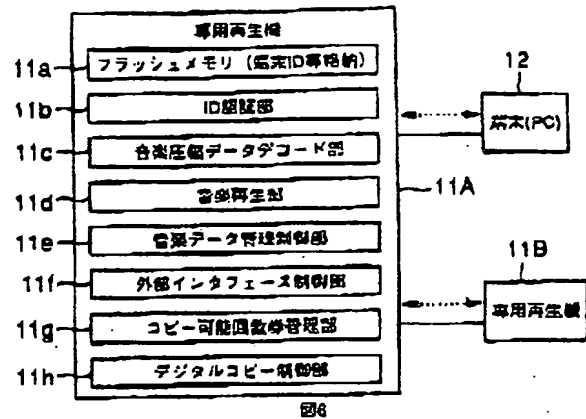 専用再生機
11a フラッシュメモリ(端末ID等格納)
11b ID認証部
11c 音楽圧縮データデコード部
11d 音楽再生部
11e 音楽データ管理制御部
11f 外部インタフェース制御部
11g コピー可能回数等管理部
11h デジタルコピー制御部
11A
12
端末(PC)
11B
専用再生機
図6